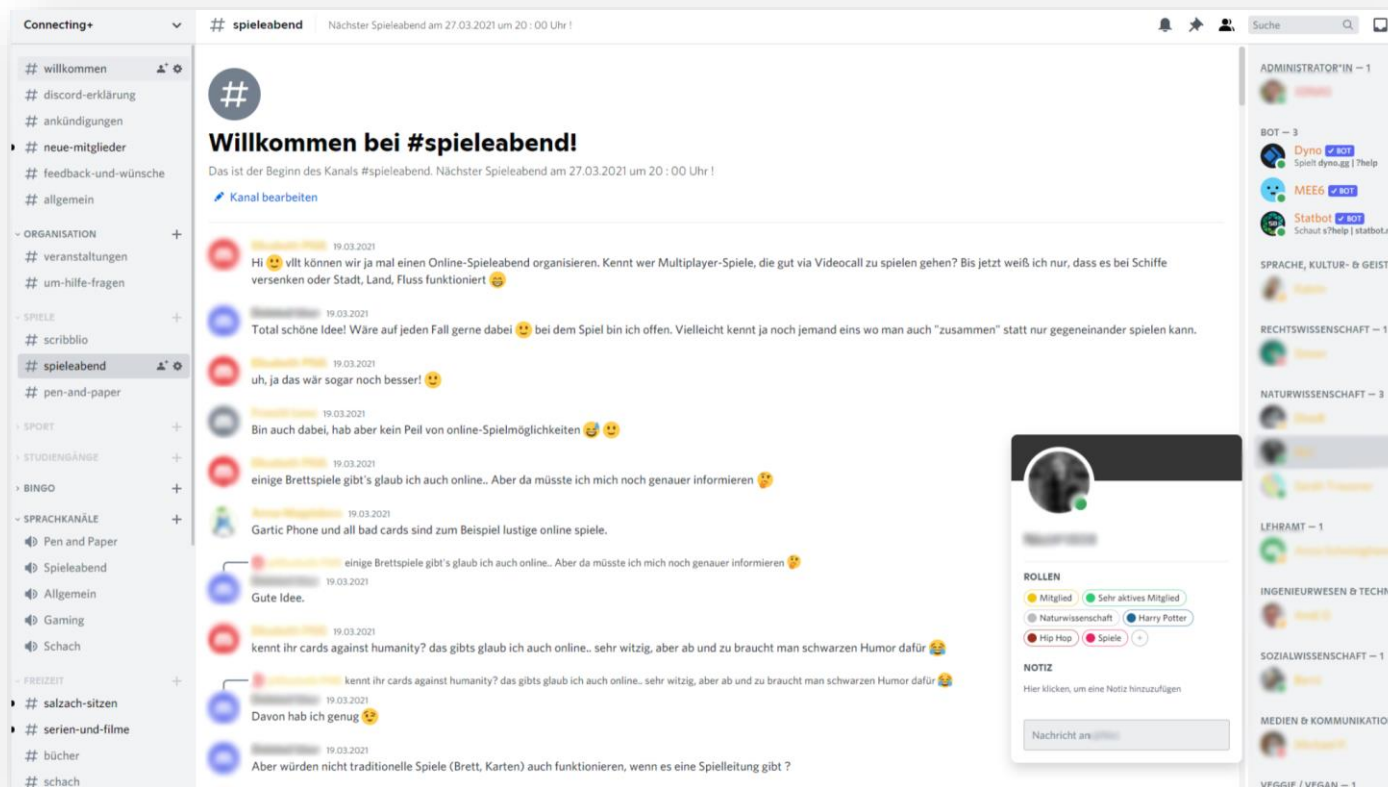 Connecting+
# willkommen
# discord-erklärung
# ankündigungen
# neue-mitglieder
# feedback-und-wünsche
# allgemein
ORGANISATION
# veranstaltungen
# um-hilfe-fragen
SPIELE
# scribblio
# spieleabend
# pen-and-paper
SPORT
STUDIENGÄNGE
BINGO
SPRACHKANÄLE
Pen and Paper
Spieleabend
Allgemein
Gaming
Schach
FREIZEIT
# salzach-sitzen
# serien-und-filme
# bücher
# schach
# spieleabend Nächster Spieleabend am 27.03.2021 um 20 : 00 Uhr !
Suche
#
Willkommen bei #spieleabend!
Das ist der Beginn des Kanals #spieleabend. Nächster Spieleabend am 27.03.2021 um 20 : 00 Uhr !
Kanal bearbeiten
19.03.2021
Hi 🙂 vllt können wir ja mal einen Online-Spieleabend organisieren. Kennt wer Multiplayer-Spiele, die gut via Videocall zu spielen gehen? Bis jetzt weiß ich nur, dass es bei Schiffe
versenken oder Stadt, Land, Fluss funktioniert 😁
19.03.2021
Total schöne Idee! Wäre auf jeden Fall gerne dabei 🙂 bei dem Spiel bin ich offen. Vielleicht kennt ja noch jemand eins wo man auch "zusammen" statt nur gegeneinander spielen kann.
19.03.2021
uh, ja das wär sogar noch besser! 🙂
19.03.2021
Bin auch dabei, hab aber kein Peil von online-Spielmöglichkeiten 😅 🙂
19.03.2021
einige Brettspiele gibt's glaub ich auch online.. Aber da müsste ich mich noch genauer informieren 🤔
19.03.2021
Gartic Phone und all bad cards sind zum Beispiel lustige online spiele.
einige Brettspiele gibt's glaub ich auch online.. Aber da müsste ich mich noch genauer informieren 🤔
19.03.2021
Gute Idee.
19.03.2021
kennt ihr cards against humanity? das gibts glaub ich auch online.. sehr witzig, aber ab und zu braucht man schwarzen Humor dafür 😂
kennt ihr cards against humanity? das gibts glaub ich auch online.. sehr witzig, aber ab und zu braucht man schwarzen Humor dafür 😂
19.03.2021
Davon hab ich genug 😉
19.03.2021
Aber würden nicht traditionelle Spiele (Brett, Karten) auch funktionieren, wenn es eine Spielleitung gibt ?
ROLLEN
Mitglied Sehr aktives Mitglied
Naturwissenschaft Harry Potter
Hip Hop Spiele +
NOTIZ
Hier klicken, um eine Notiz hinzuzufügen
Nachricht an
ADMINISTRATOR*IN — 1
BOT — 3
Dyno ✓ BOT
Spielt dyno.gg | ?help
MEE6 ✓ BOT
Statbot ✓ BOT
Schaut s?help | statbot.
SPRACHE, KULTUR- & GEIST
RECHTSWISSENSCHAFT — 1
NATURWISSENSCHAFT — 3
LEHRAMT — 1
INGENIEURWESEN & TECHN
SOZIALWISSENSCHAFT — 1
MEDIEN & KOMMUNIKATIO
VEGGIE / VEGAN — 1